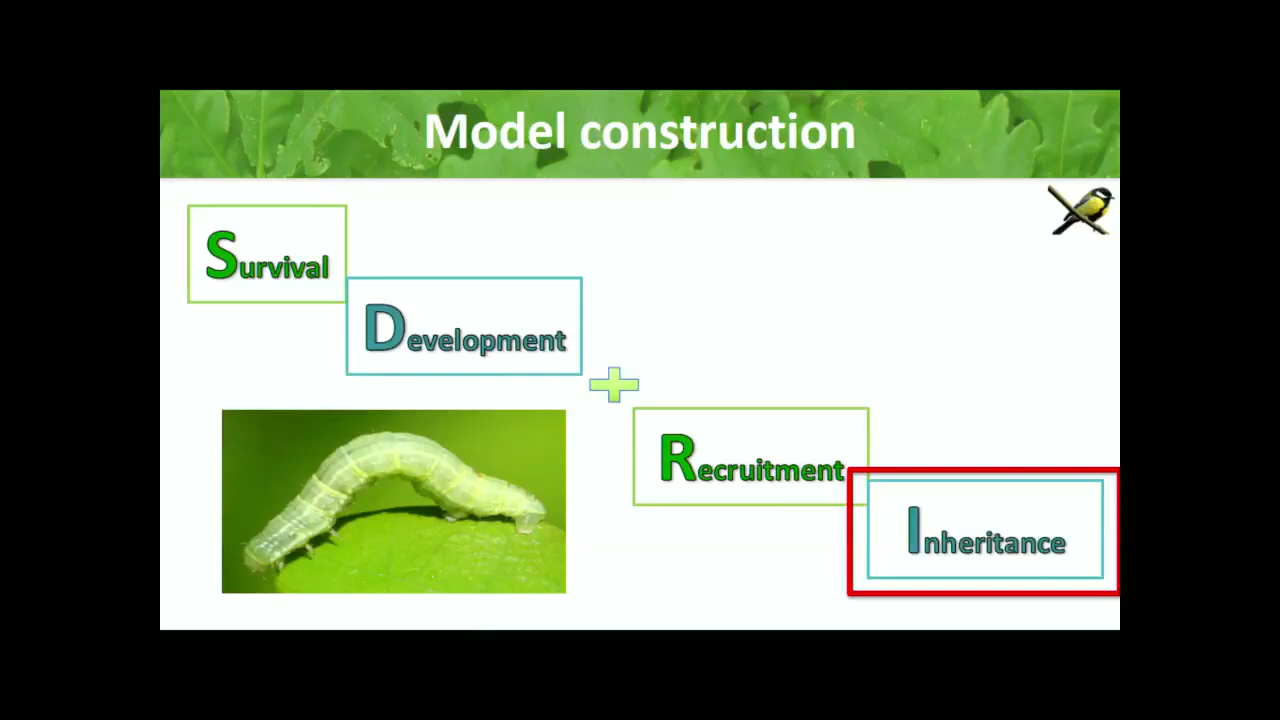 Model construction
Survival
Development
Recruitment
Inheritance